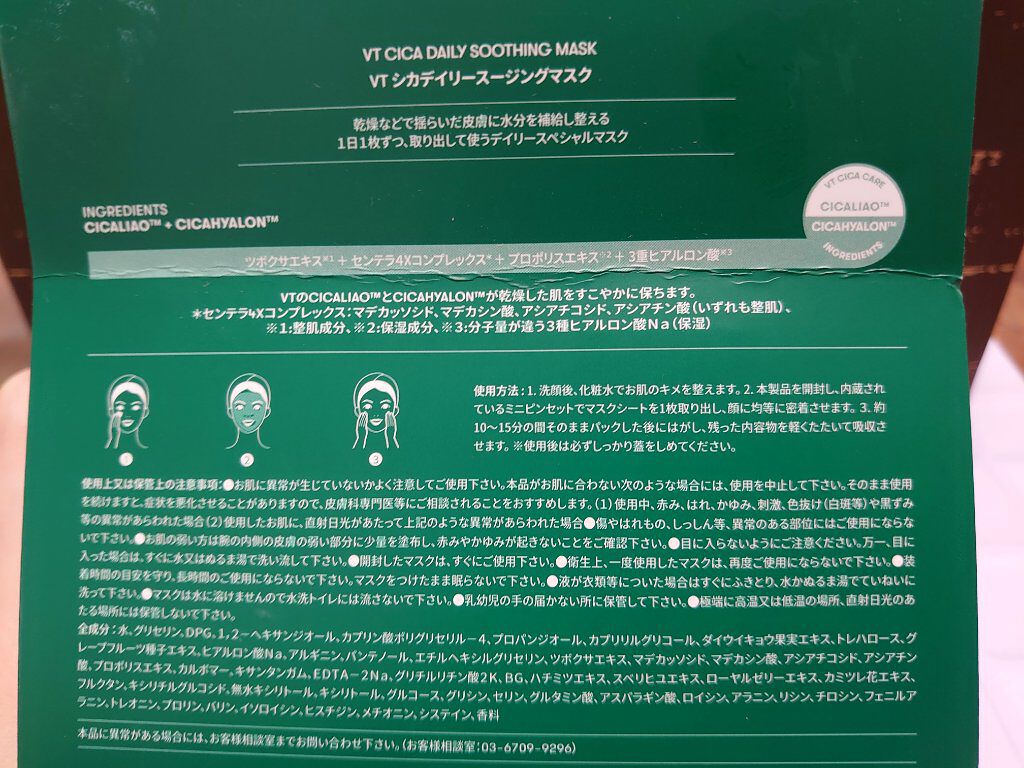 VT CICA DAILY SOOTHING MASK
VT シカデイリースージングマスク
乾燥などで揺らいだ皮膚に水分を補給し整える
1日1枚ずつ、取り出して使うデイリースペシャルマスク
VT CICA CARE
CICALIAO™
CICAHYALON™
INGREDIENTS
INGREDIENTS
CICALIAO™ + CICAHYALON™
ツボクサエキス※1 + センテラ4Xコンプレックス* + プロポリスエキス※2 + 3重ヒアルロン酸※3
VTのCICALIAO™とCICAHYALON™が乾燥した肌をすこやかに保ちます。
*センテラ4Xコンプレックス:マデカッソシド、マデカシン酸、アシアチコシド、アシアチン酸(いずれも整肌)、
※1:整肌成分、※2:保湿成分、※3:分子量が違う3種ヒアルロン酸Na(保湿)
1 2 3
使用方法:1. 洗顔後、化粧水でお肌のキメを整えます。2. 本製品を開封し、内蔵され
ているミニピンセットでマスクシートを1枚取り出し、顔に均等に密着させます。3. 約
10~15分の間そのままパックした後にはがし、残った内容物を軽くたたいて吸収さ
せます。※使用後は必ずしっかり蓋をしめてください。
使用上又は保管上の注意事項:●お肌に異常が生じていないかよく注意してご使用下さい。本品がお肌に合わない次のような場合には、使用を中止して下さい。そのまま使用
を続けますと、症状を悪化させることがありますので、皮膚科専門医等にご相談されることをおすすめします。(1)使用中、赤み、はれ、かゆみ、刺激、色抜け(白斑等)や黒ずみ
等の異常があらわれた場合(2)使用したお肌に、直射日光があたって上記のような異常があらわれた場合●傷やはれもの、しっしん等、異常のある部位にはご使用にならな
いで下さい。●お肌の弱い方は腕の内側の皮膚の弱い部分に少量を塗布し、赤みやかゆみが起きないことをご確認下さい。●目に入らないようにご注意ください。万一、目に
入った場合は、すぐに水又はぬるま湯で洗い流して下さい。●開封したマスクは、すぐにご使用下さい。●衛生上、一度使用したマスクは、再度ご使用にならないで下さい。●装
着時間の目安を守り、長時間のご使用にならないで下さい。マスクをつけたまま眠らないで下さい。●液が衣類等についた場合はすぐにふきとり、水かぬるま湯でていねいに
洗って下さい。●マスクは水に溶けませんので水洗トイレには流さないで下さい。●乳幼児の手の届かない所に保管して下さい。●極端に高温又は低温の場所、直射日光のあ
たる場所には保管しないで下さい。
全成分:水、グリセリン、DPG、1,2-ヘキサンジオール、カプリン酸ポリグリセリル-4、プロパンジオール、カプリリルグリコール、ダイウイキョウ果実エキス、トレハロース、グ
レープフルーツ種子エキス、ヒアルロン酸Na、アルギニン、パンテノール、エチルヘキシルグリセリン、ツボクサエキス、マデカッソシド、マデカシン酸、アシアチコシド、アシアチン
酸、プロポリスエキス、カルボマー、キサンタンガム、EDTA-2Na、グリチルリチン酸2K、BG、ハチミツエキス、スベリヒユエキス、ローヤルゼリーエキス、カミツレ花エキス、
フルクタン、キシリチルグルコシド、無水キシリトール、キシリトール、グルコース、グリシン、セリン、グルタミン酸、アスパラギン酸、ロイシン、アラニン、リシン、チロシン、フェニルア
ラニン、トレオニン、プロリン、バリン、イソロイシン、ヒスチジン、メチオニン、システイン、香料
本品に異常がある場合には、お客様相談室までお問い合わせ下さい。(お客様相談室:03-6709-9296)